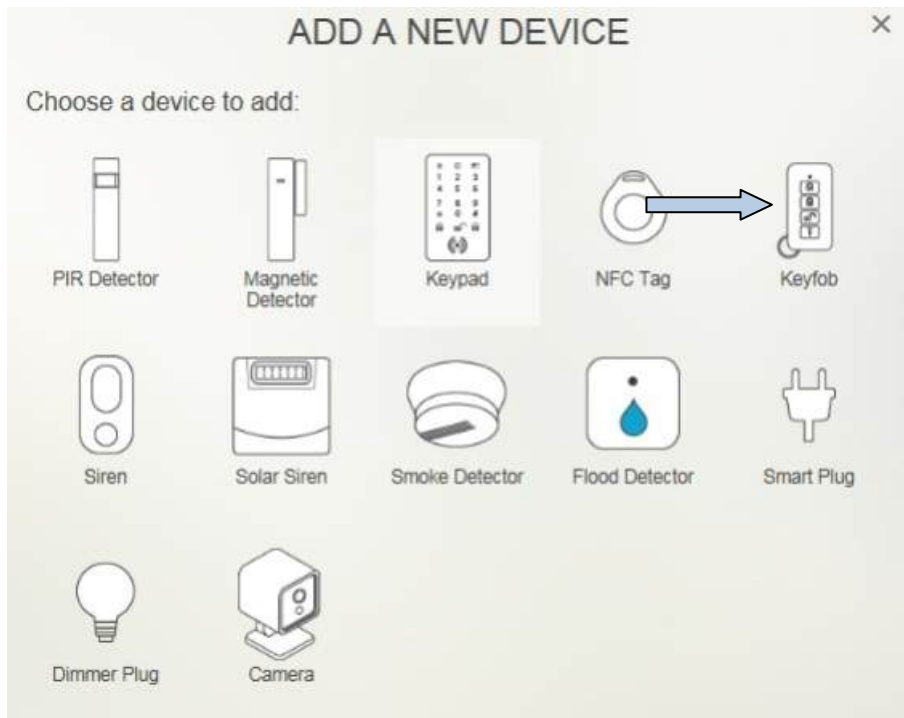 ADD A NEW DEVICE
×
Choose a device to add:
PIR Detector
Magnetic
Detector
Keypad
NFC Tag
Keyfob
Siren
Solar Siren
Smoke Detector
Flood Detector
Smart Plug
Dimmer Plug
Camera